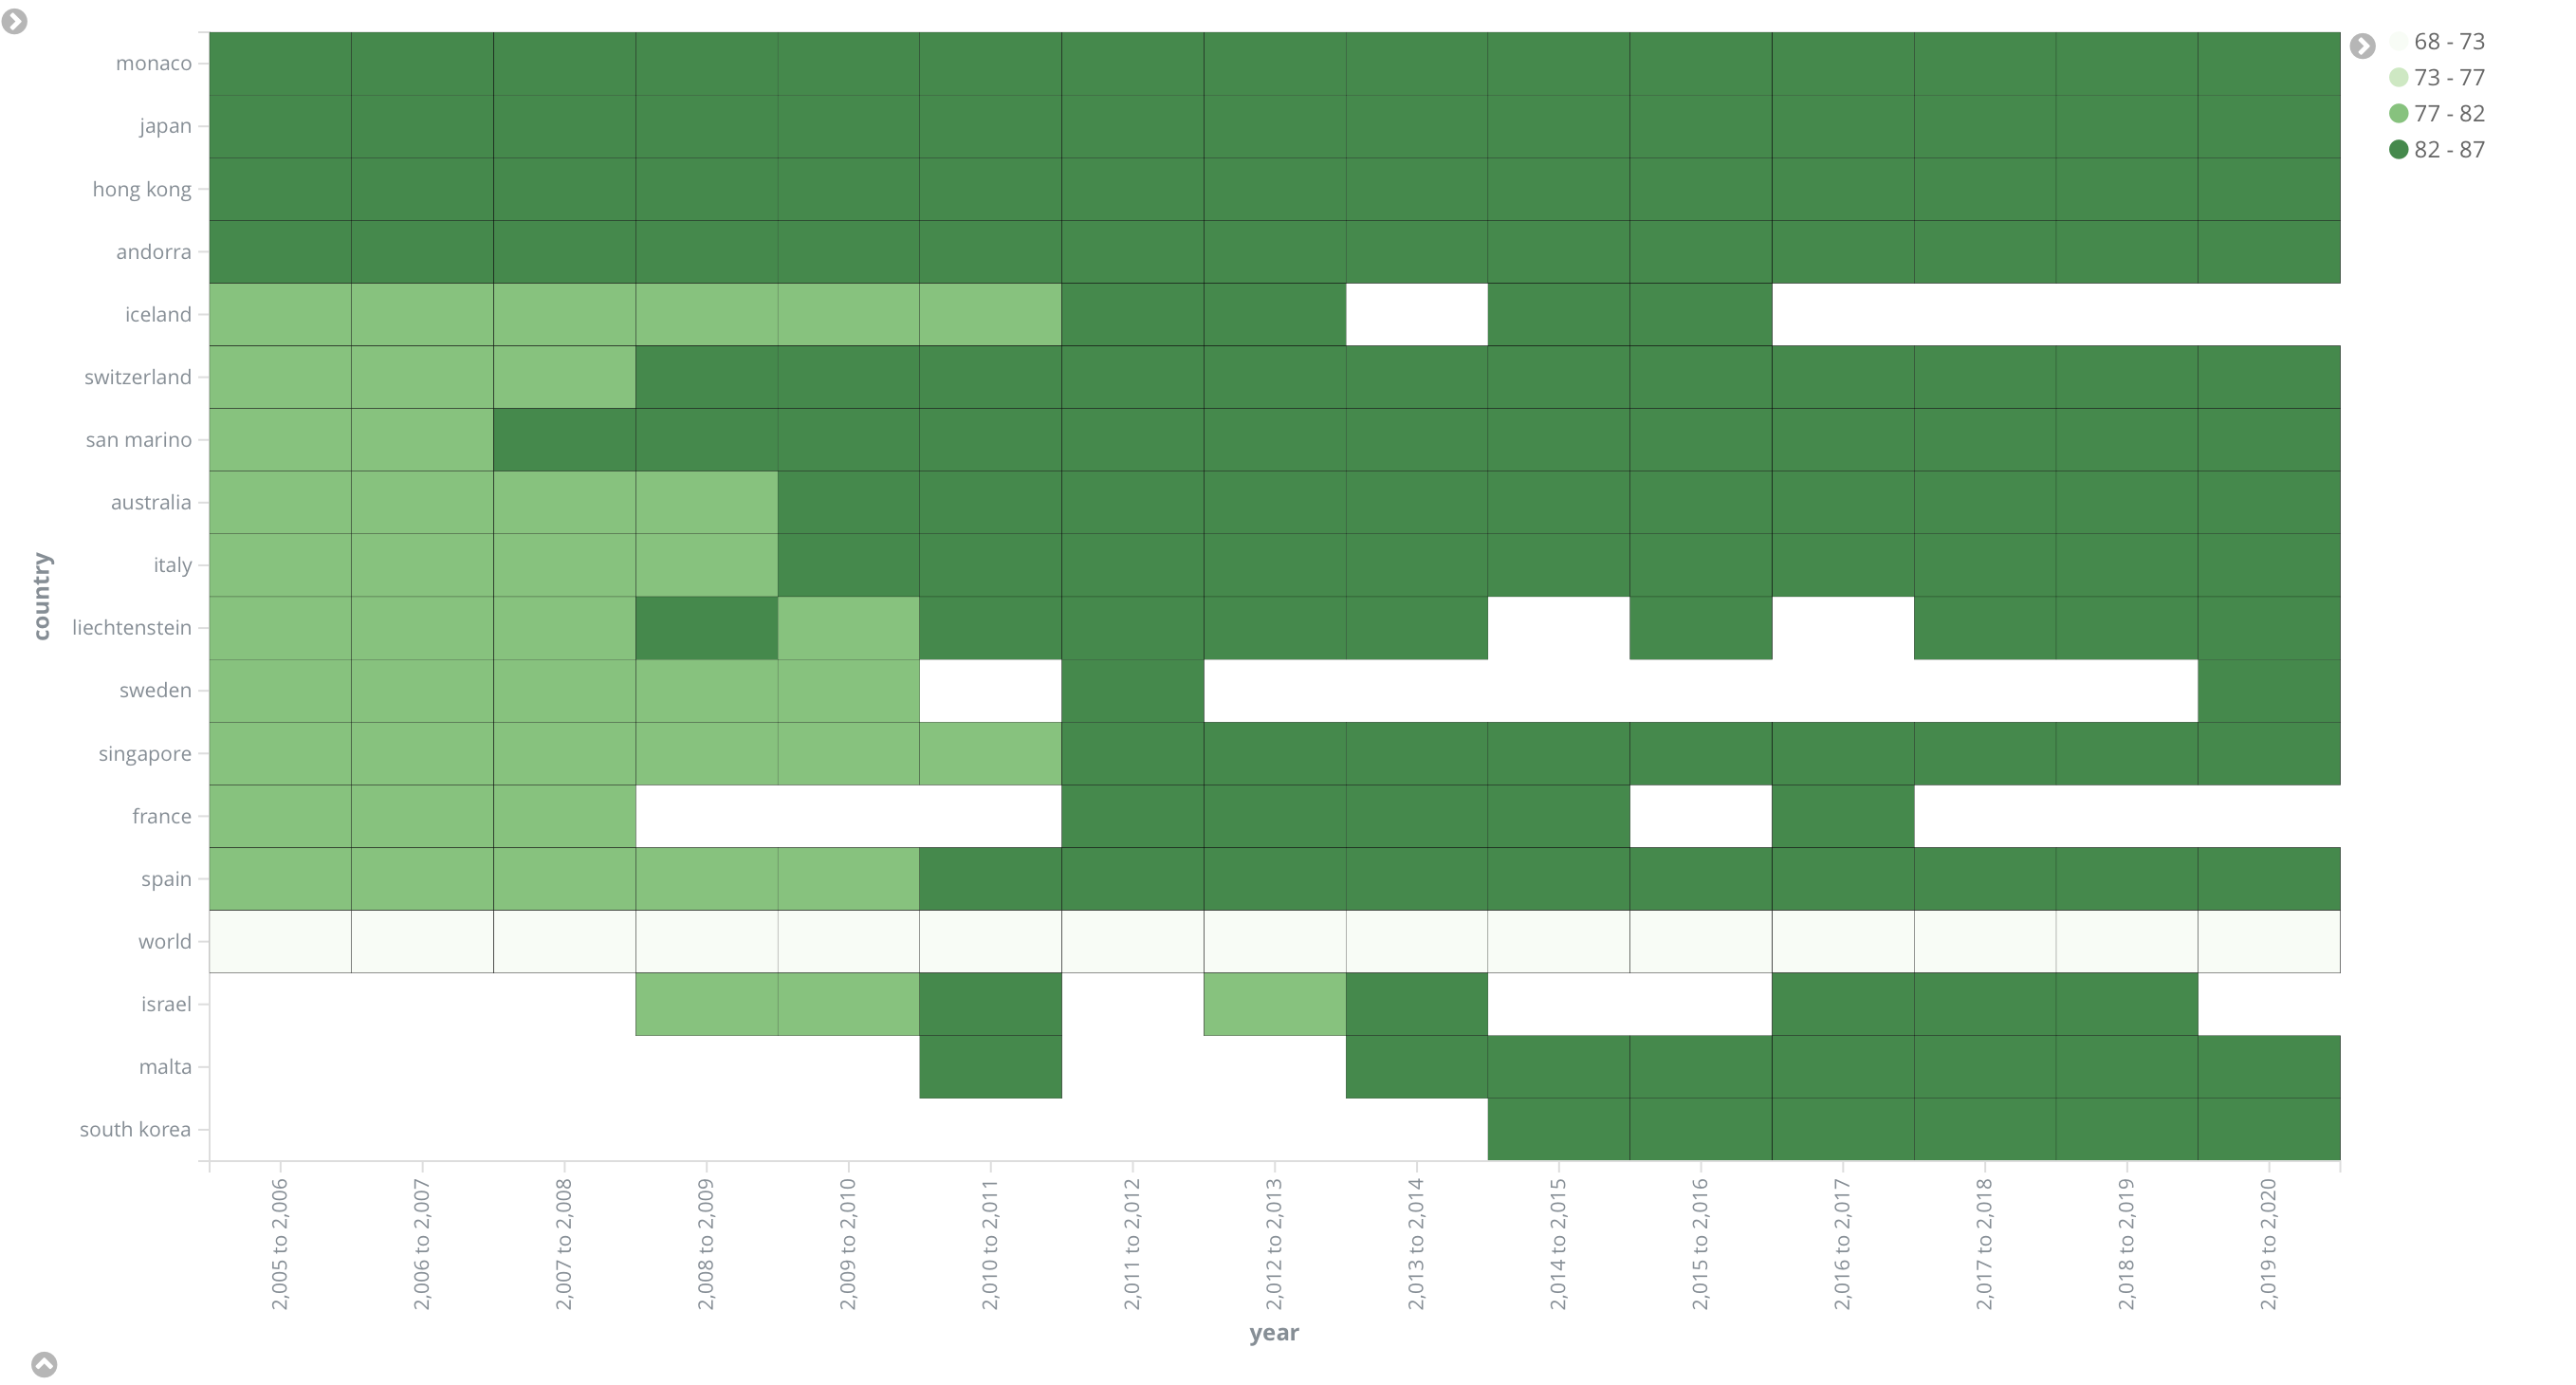 monaco
japan
hong kong
andorra
iceland
switzerland
san marino
australia
italy
liechtenstein
sweden
singapore
france
spain
world
israel
malta
south korea
country
2,005 to 2,006
2,006 to 2,007
2,007 to 2,008
2,008 to 2,009
2,009 to 2,010
2,010 to 2,011
2,011 to 2,012
2,012 to 2,013
2,013 to 2,014
2,014 to 2,015
2,015 to 2,016
2,016 to 2,017
2,017 to 2,018
2,018 to 2,019
2,019 to 2,020
year
68 - 73
73 - 77
77 - 82
82 - 87